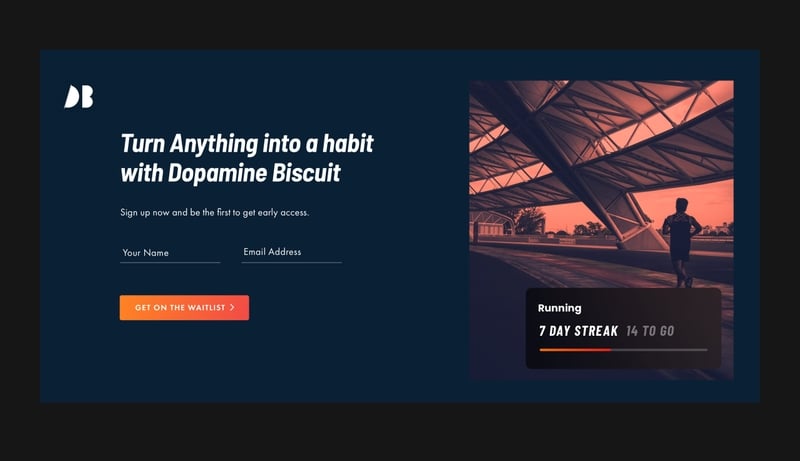 DB
Turn Anything into a habit
with Dopamine Biscuit
Sign up now and be the first to get early access.
Your Name
Email Address
GET ON THE WAITLIST
Running
7 DAY STREAK 14 TO GO